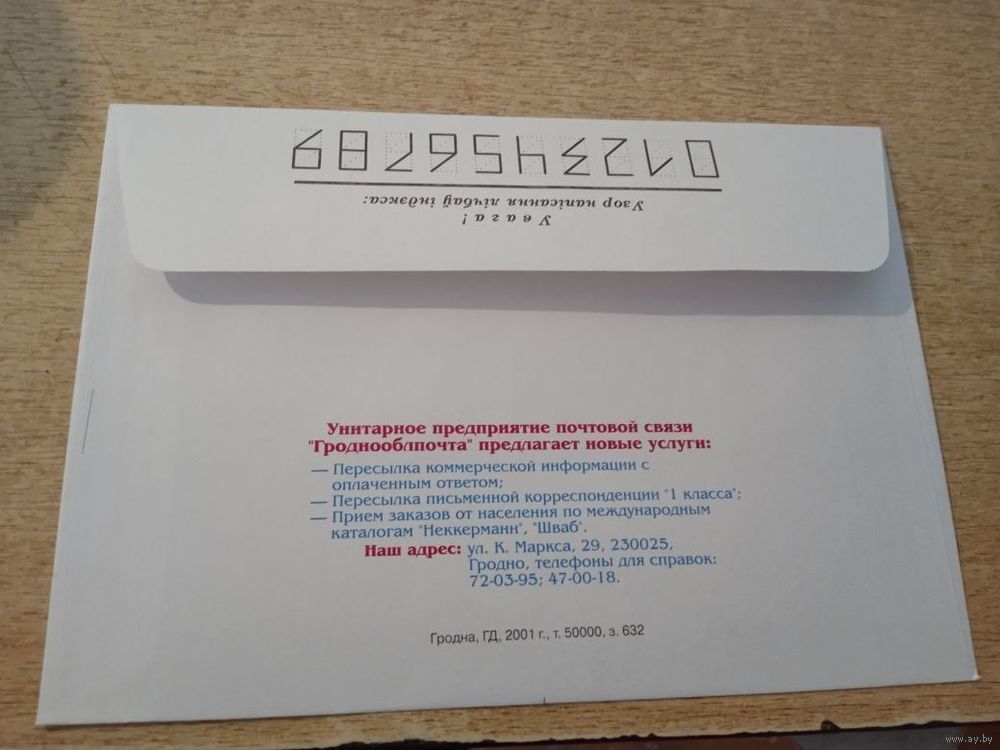 Увага!
Узор напісання лічбаў індэкса:
0123456789
Унитарное предприятие почтовой связи
"Гроднооблпочта" предлагает новые услуги:
— Пересылка коммерческой информации с
оплаченным ответом;
— Пересылка письменной корреспонденции "1 класса";
— Прием заказов от населения по международным
каталогам "Неккерманн", "Шваб".
Наш адрес: ул. К. Маркса, 29, 230025,
Гродно, телефоны для справок:
72-03-95; 47-00-18.
Гродна, ГД, 2001 г., т. 50000, з. 632
www.ay.by